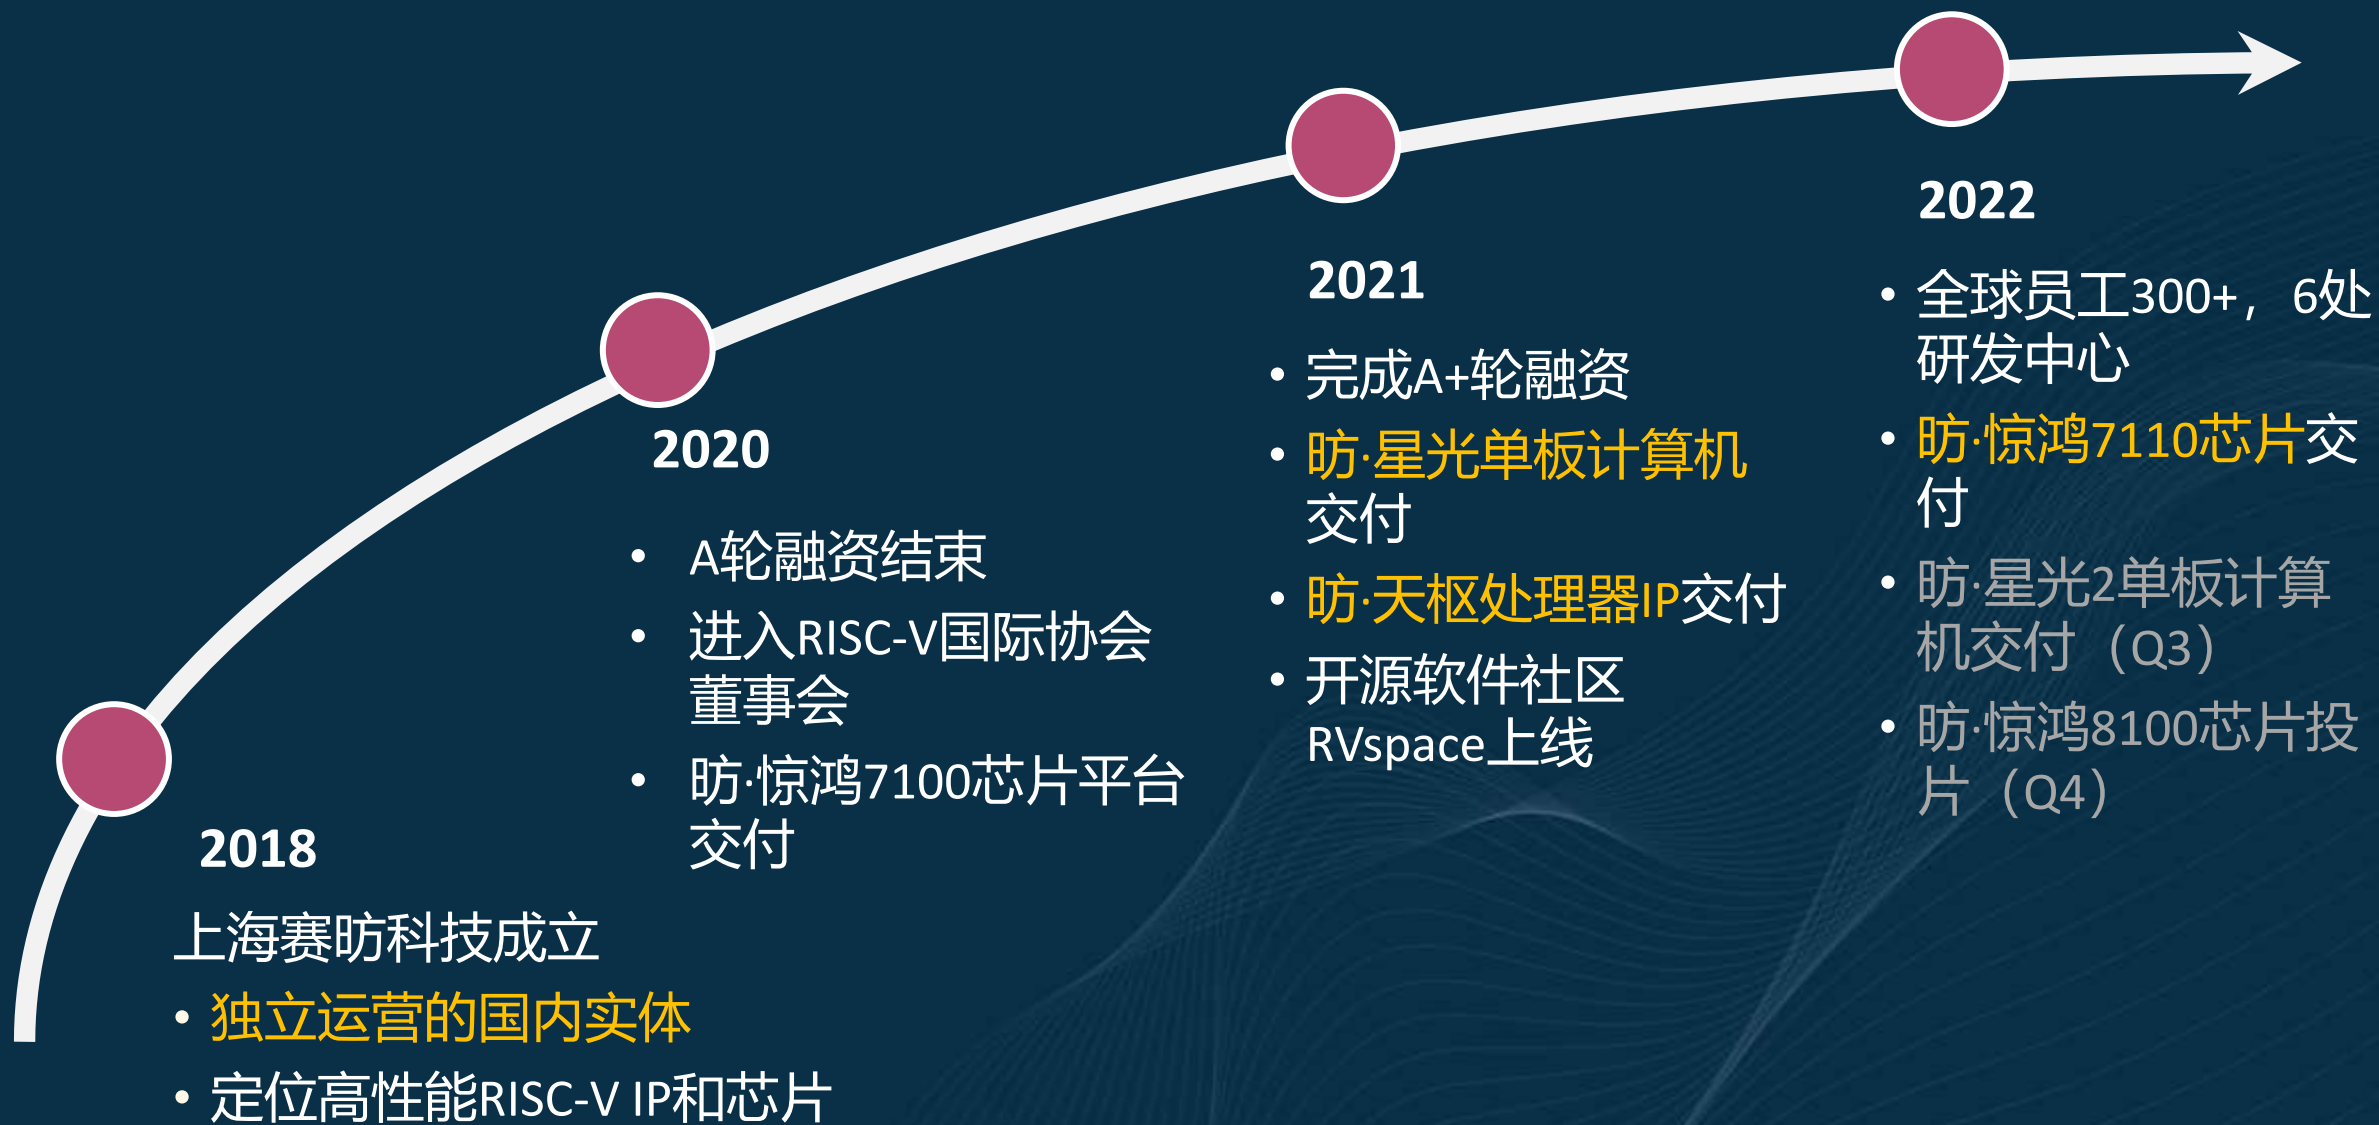 2018
上海赛昉科技成立
• 独立运营的国内实体
• 定位高性能RISC-V IP和芯片
2020
• A轮融资结束
• 进入RISC-V国际协会
董事会
• 昉·惊鸿7100芯片平台
交付
2021
• 完成A+轮融资
• 昉·星光单板计算机
交付
• 昉·天枢处理器IP交付
• 开源软件社区
RVspace上线
2022
• 全球员工300+，6处
研发中心
• 昉·惊鸿7110芯片交
付
• 昉·星光2单板计算
机交付（Q3）
• 昉·惊鸿8100芯片投
片（Q4）